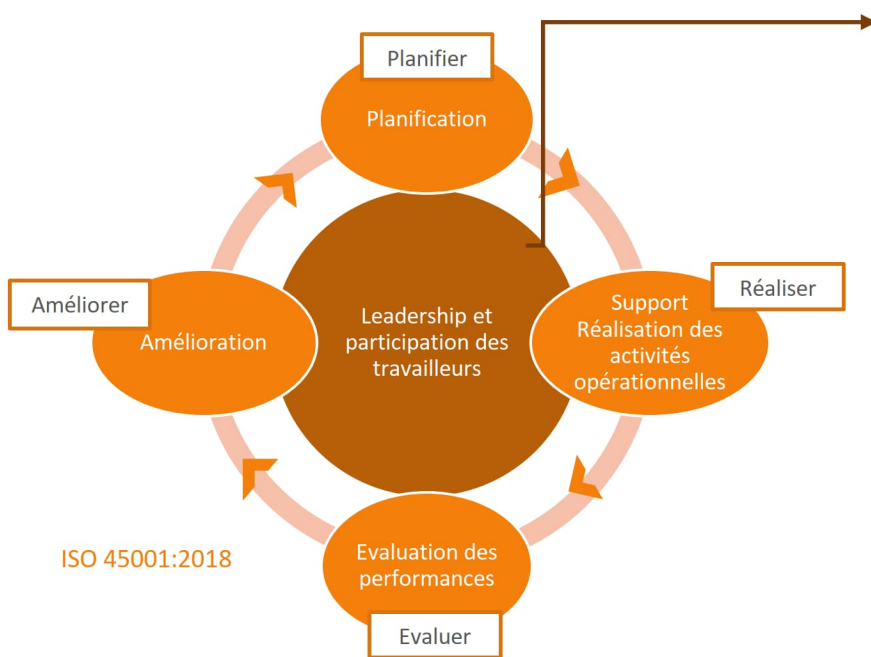 Planifier
Planification
Améliorer
Amélioration
Leadership et
participation des
travailleurs
Réaliser
Support
Réalisation des
activités
opérationnelles
ISO 45001:2018
Evaluation des
performances
Evaluer